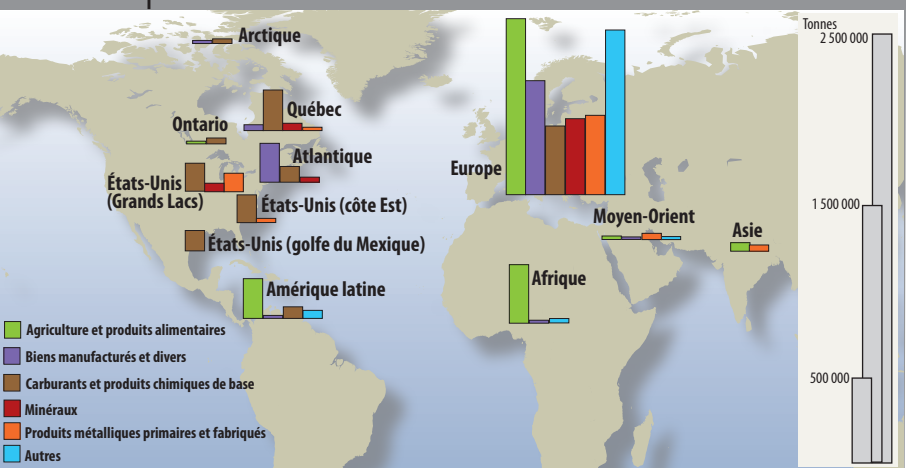 Tonnes
2 500 000
Arctique
Québec
Ontario
Atlantique
Europe
États-Unis
(Grands Lacs)
États-Unis (côte Est)
1 500 000
Moyen-Orient
Asie
États-Unis (golfe du Mexique)
Afrique
Amérique latine
Agriculture et produits alimentaires
Biens manufacturés et divers
500 000
Carburants et produits chimiques de base
Minéraux
Produits métalliques primaires et fabriqués
Autres